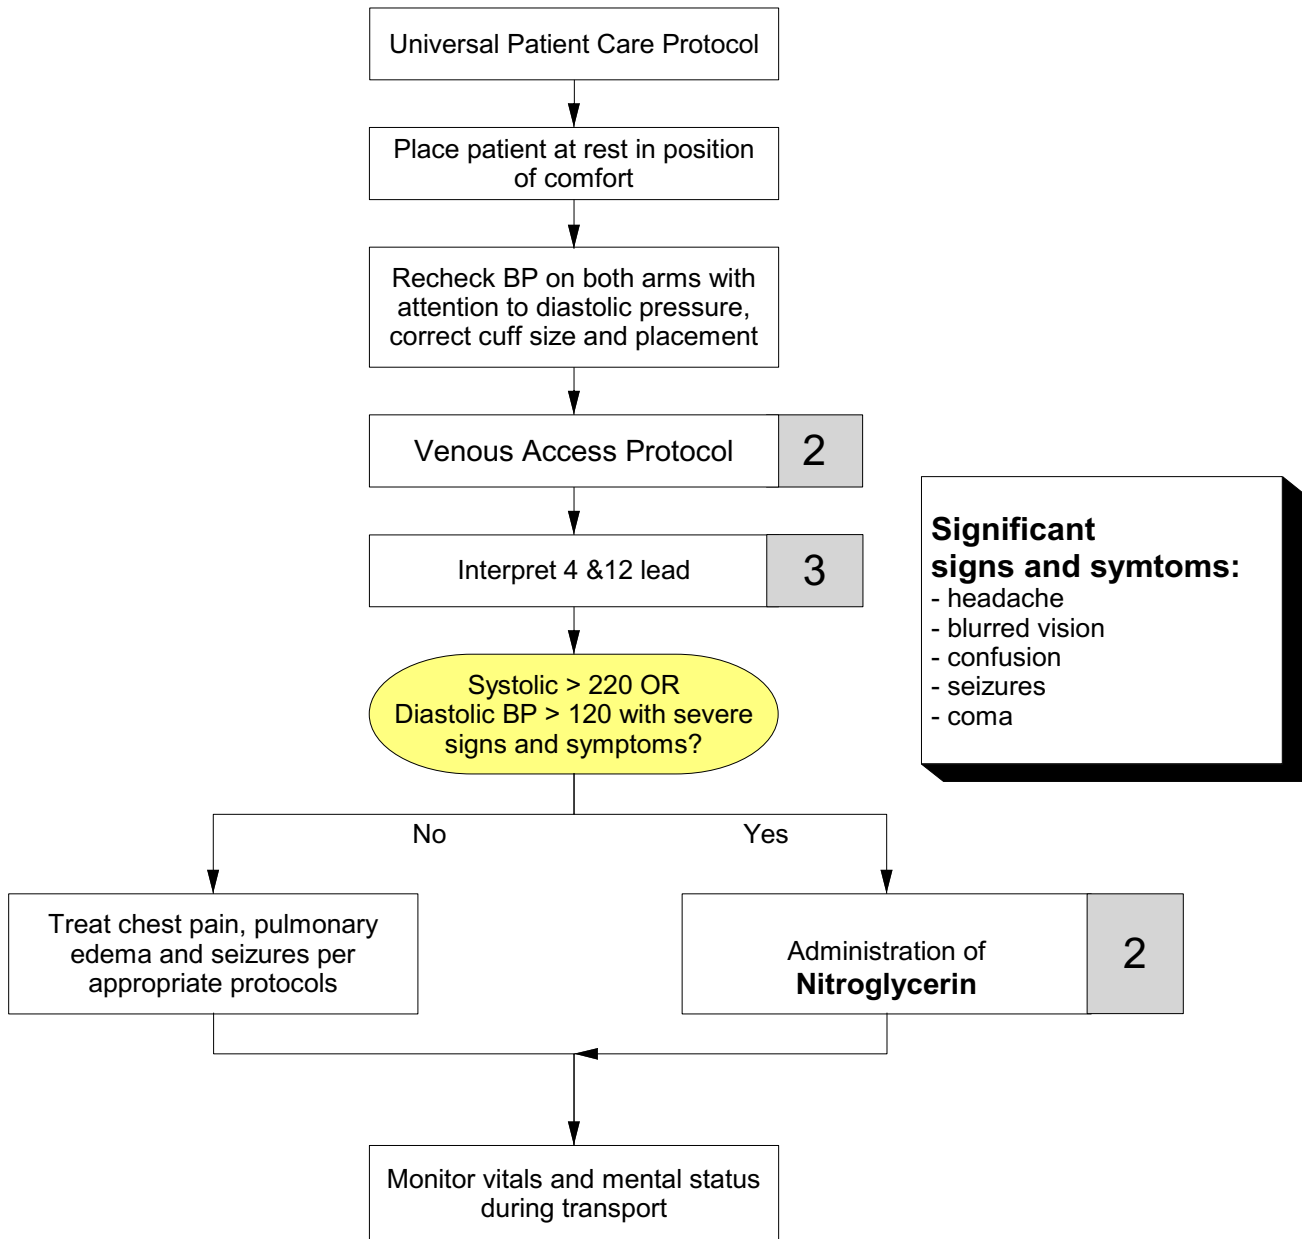 Universal Patient Care Protocol
Place patient at rest in position
of comfort
Recheck BP on both arms with
attention to diastolic pressure,
correct cuff size and placement
Venous Access Protocol
2
Interpret 4 &12 lead
3
Significant
signs and symtoms:
- headache
- blurred vision
- confusion
- seizures
- coma
Systolic > 220 OR
Diastolic BP > 120 with severe
signs and symptoms?
No
Yes
Treat chest pain, pulmonary
edema and seizures per
appropriate protocols
Administration of
Nitroglycerin
2
Monitor vitals and mental status
during transport